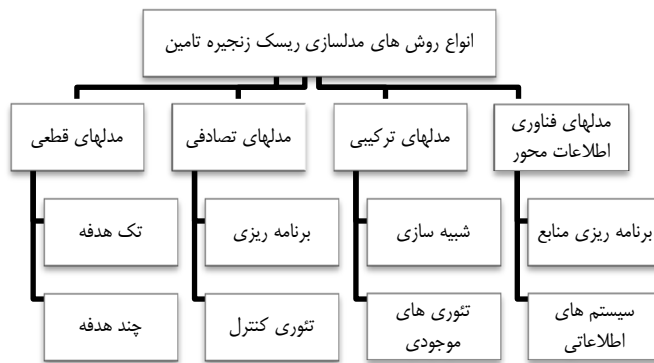 انواع روش های مدلسازی ریسک زنجیره تامین
مدلهای فناوری
اطلاعات محور
مدلهای ترکیبی
مدلهای تصادفی
مدلهای قطعی
برنامه ریزی منابع
شبیه سازی
برنامه ریزی
تک هدفه
سیستم های
اطلاعاتی
تئوری های
موجودی
تئوری کنترل
چند هدفه